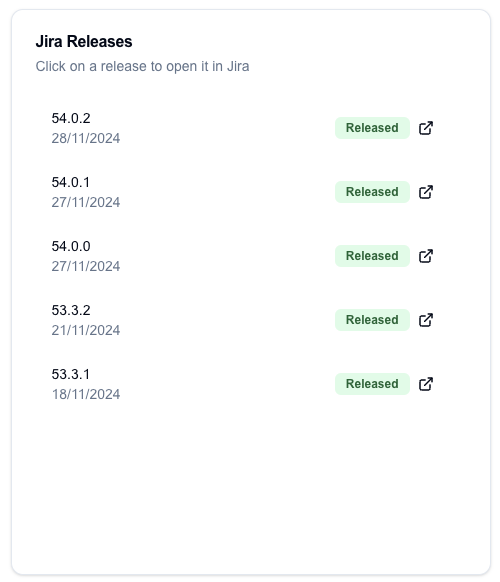 Jira Releases
Click on a release to open it in Jira
54.0.2
Released
28/11/2024
54.0.1
Released
27/11/2024
54.0.0
Released
27/11/2024
53.3.2
Released
21/11/2024
53.3.1
Released
18/11/2024